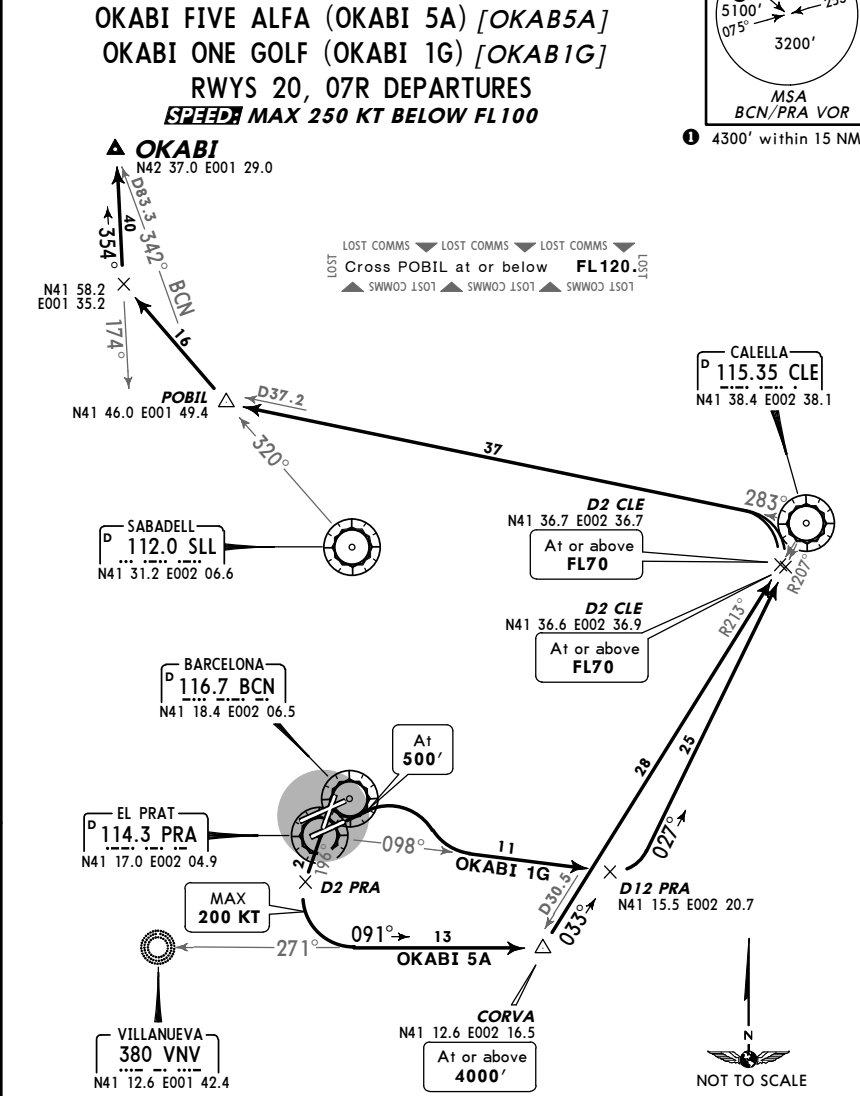 OKABI FIVE ALFA (OKABI 5A) [OKAB5A]
OKABI ONE GOLF (OKABI 1G) [OKAB1G]
RWYS 20, 07R DEPARTURES
SPEED: MAX 250 KT BELOW FL100
5100'
075°
3200'
MSA
BCN/PRA VOR
1 4300' within 15 NM
OKABI
N42 37.0 E001 29.0
D83.3
342° BCN
40
354°
LOST COMMS LOST COMMS LOST COMMS
LOST
Cross POBIL at or below FL120.
LOST
LOST COMMS LOST COMMS LOST COMMS
N41 58.2
E001 35.2
174°
16
POBIL
N41 46.0 E001 49.4
D37.2
320°
37
CALELLA
D 115.35 CLE
N41 38.4 E002 38.1
283°
SABADELL
D 112.0 SLL
N41 31.2 E002 06.6
D2 CLE
N41 36.7 E002 36.7
At or above
FL70
R207°
R213°
D2 CLE
N41 36.6 E002 36.9
At or above
FL70
BARCELONA
D 116.7 BCN
N41 18.4 E002 06.5
At
500'
28
25
EL PRAT
D 114.3 PRA
N41 17.0 E002 04.9
098°
11
OKABI 1G
027°
2
196°
D2 PRA
D12 PRA
N41 15.5 E002 20.7
D30.5
033°
MAX
200 KT
271°
091°
13
OKABI 5A
CORVA
N41 12.6 E002 16.5
At or above
4000'
VILLANUEVA
380 VNV
N41 12.6 E001 42.4
N
NOT TO SCALE